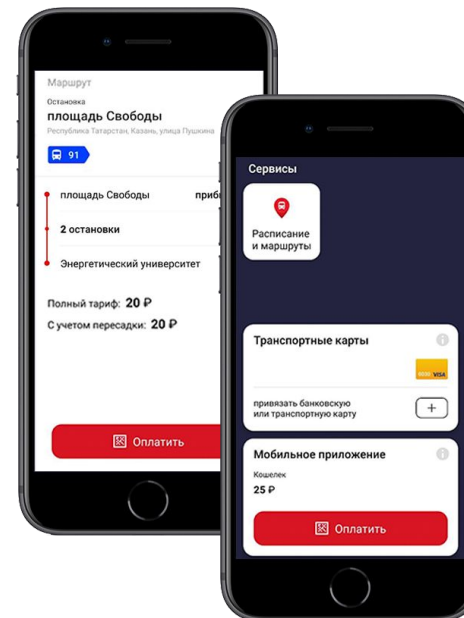 Маршрут
Остановка
площадь Свободы
Республика Татарстан, Казань, улица Пушкина
91
площадь Свободы
2 остановки
Энергетический университет
Полный тариф: 20 ₽
С учетом пересадки: 20 ₽
Оплатить
Сервисы
Расписание
и маршруты
Транспортные карты
VISA
привязать банковскую
или транспортную карту
Мобильное приложение
Кошелек
25 ₽
Оплатить